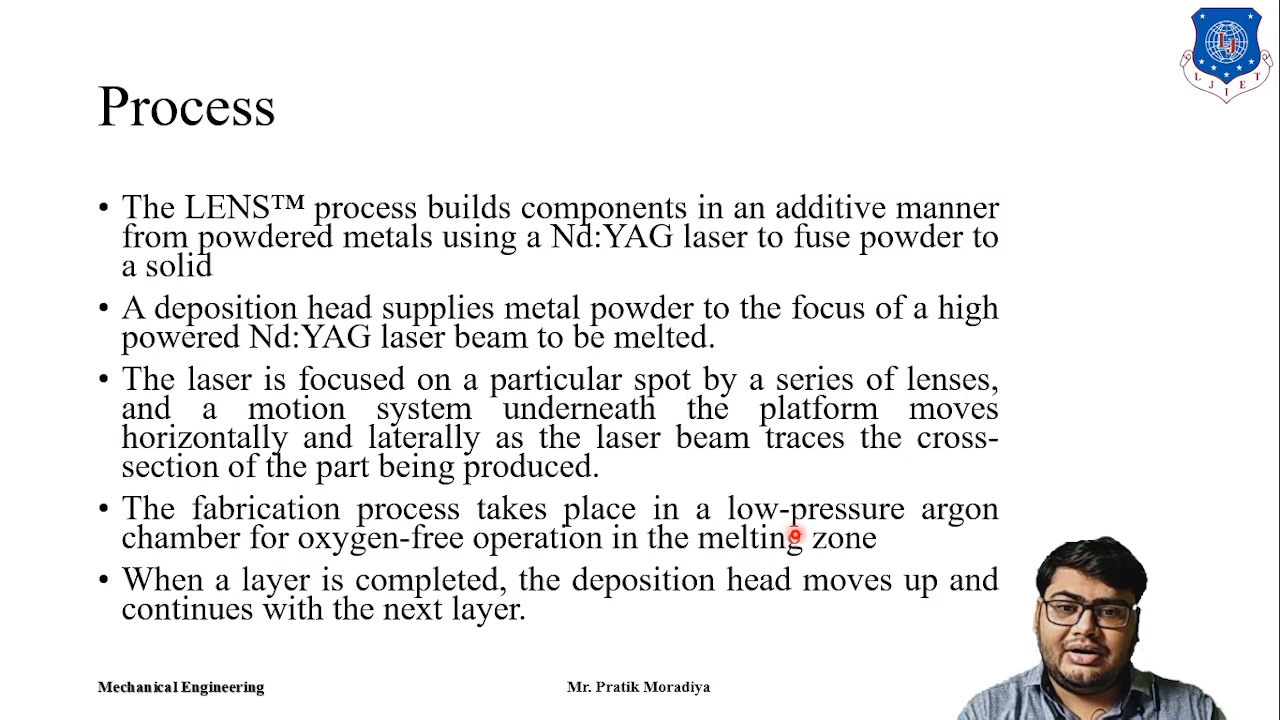 LJ
LJIET
Process
• The LENS™ process builds components in an additive manner
from powdered metals using a Nd:YAG laser to fuse powder to
a solid
• A deposition head supplies metal powder to the focus of a high
powered Nd:YAG laser beam to be melted.
• The laser is focused on a particular spot by a series of lenses,
and a motion system underneath the platform moves
horizontally and laterally as the laser beam traces the cross-
section of the part being produced.
• The fabrication process takes place in a low-pressure argon
chamber for oxygen-free operation in the melting zone
• When a layer is completed, the deposition head moves up and
continues with the next layer.
Mechanical Engineering
Mr. Pratik Moradiya